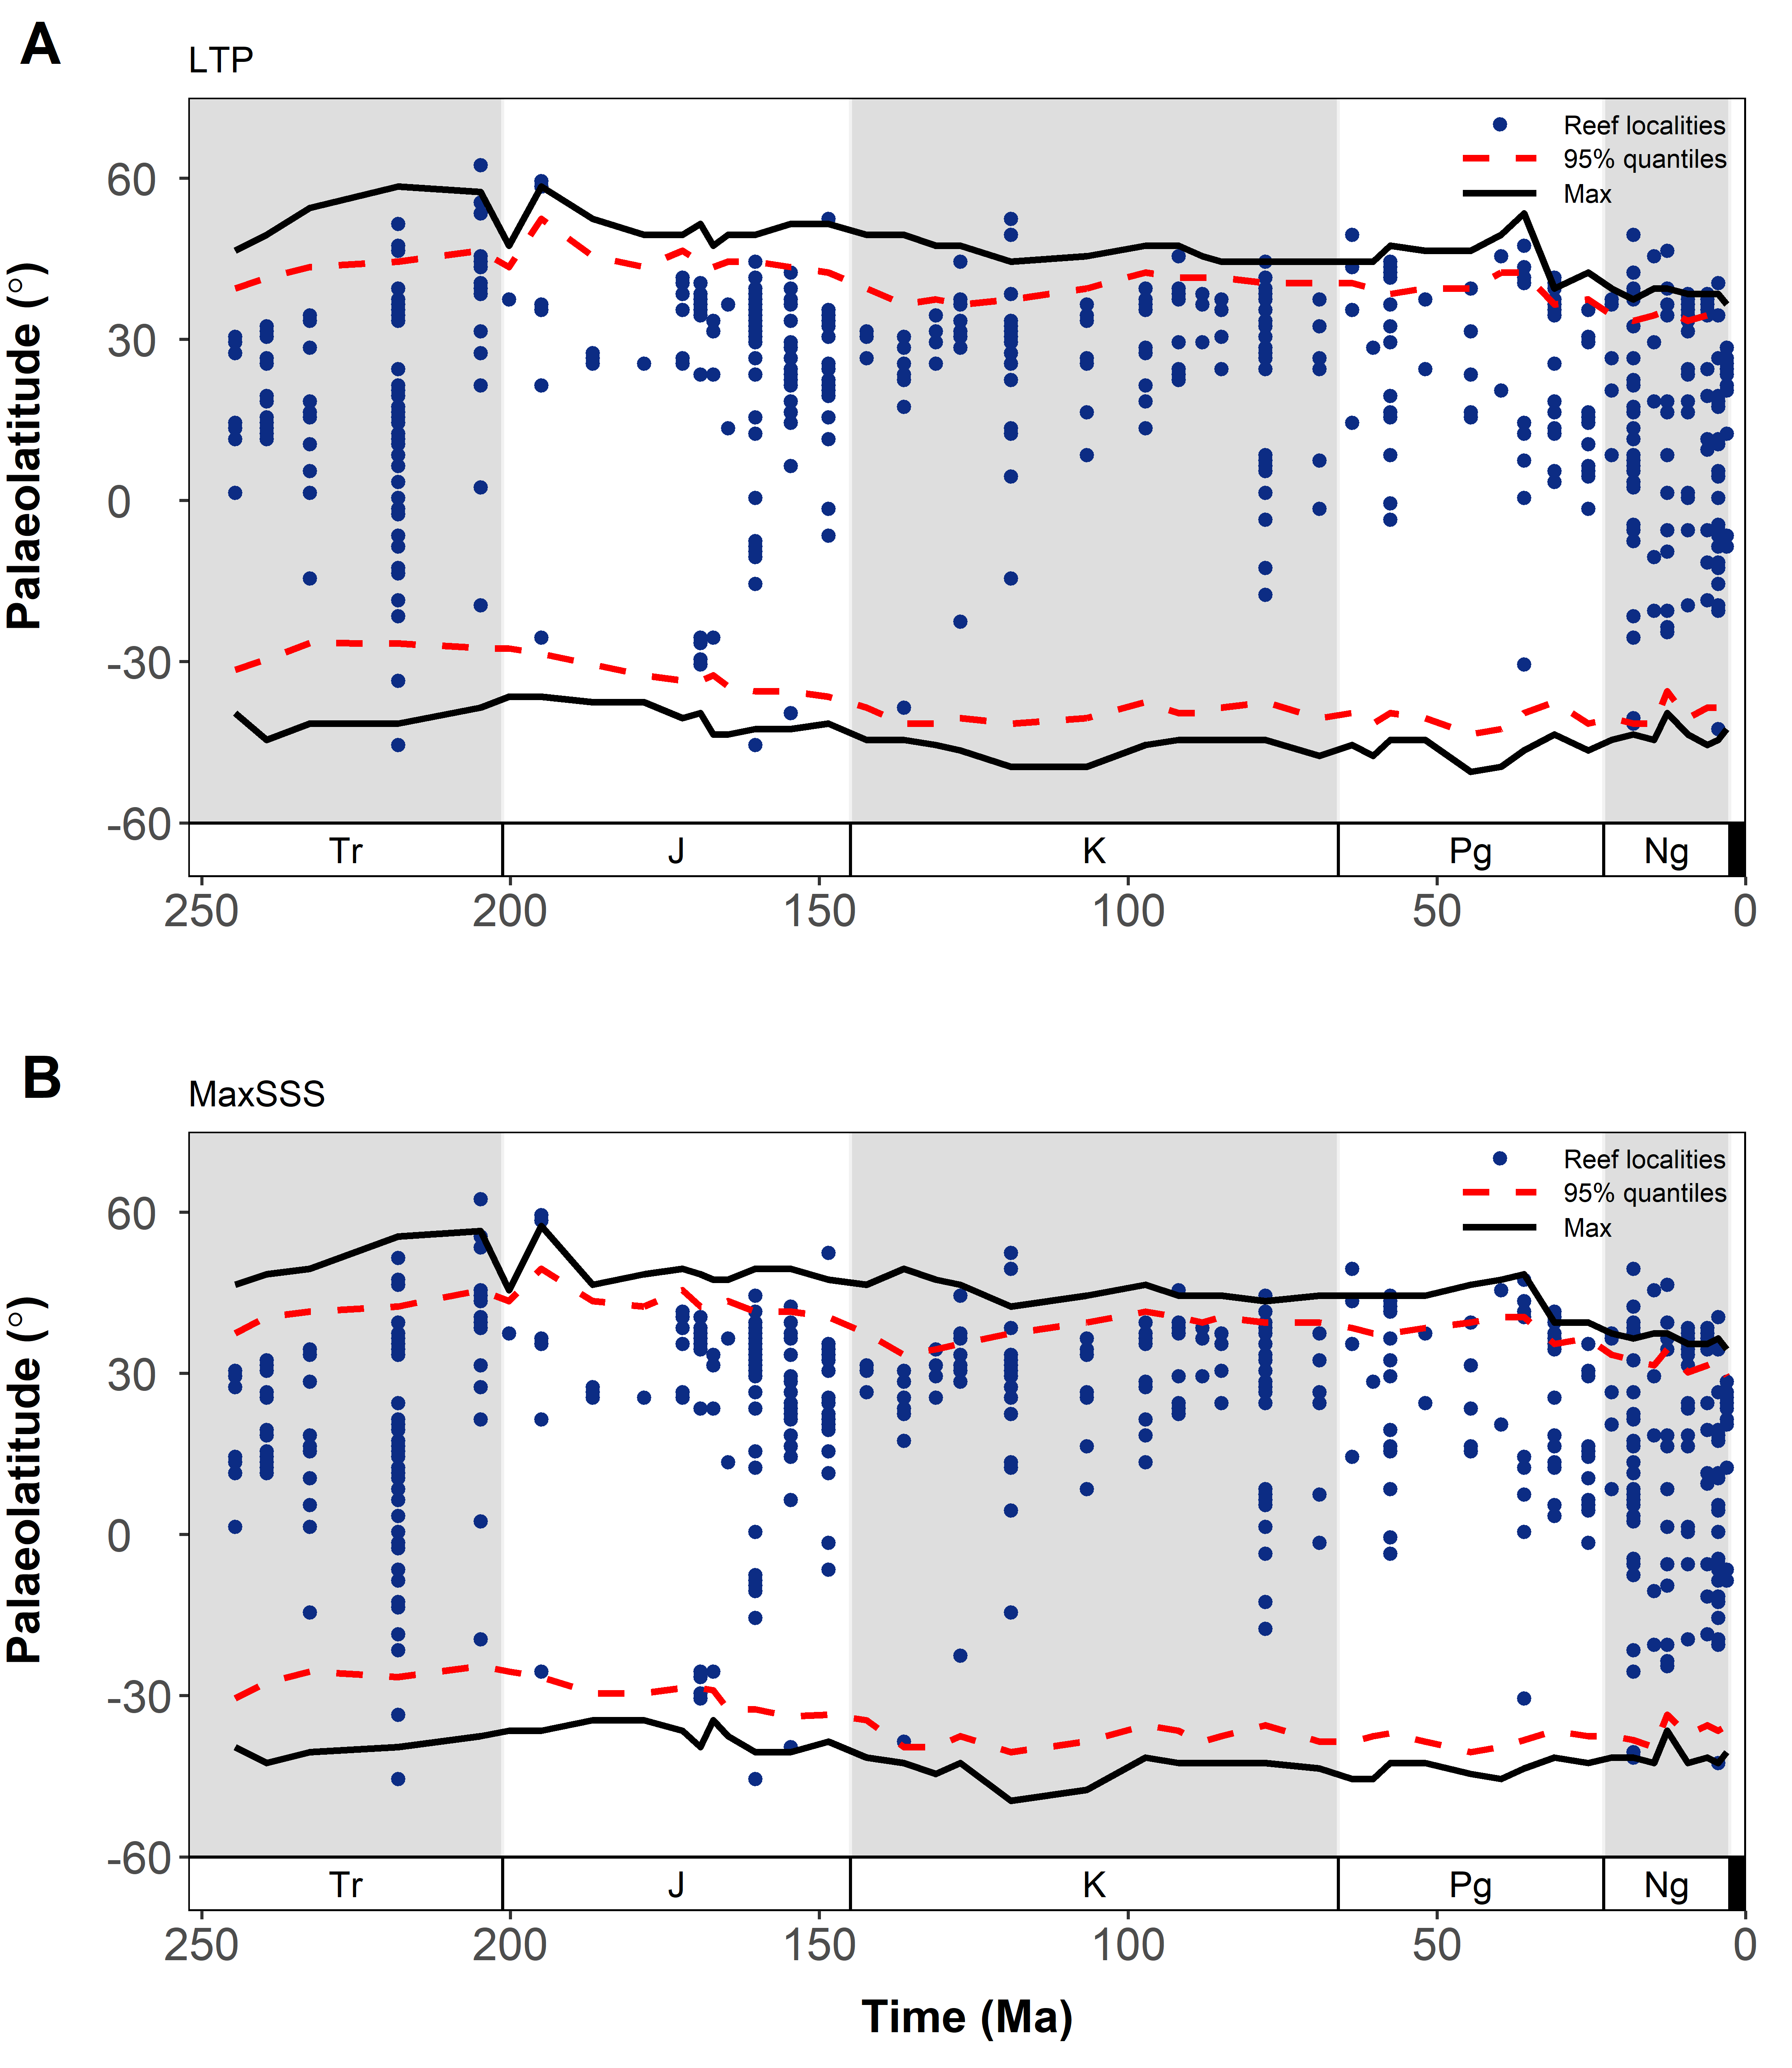 A
LTP
Palaeolatitude (°)
60
30
0
-30
-60
Reef localities
95% quantiles
Max
Tr J K Pg Ng
250 200 150 100 50 0
B
MaxSSS
Palaeolatitude (°)
60
30
0
-30
-60
Reef localities
95% quantiles
Max
Tr J K Pg Ng
250 200 150 100 50 0
Time (Ma)